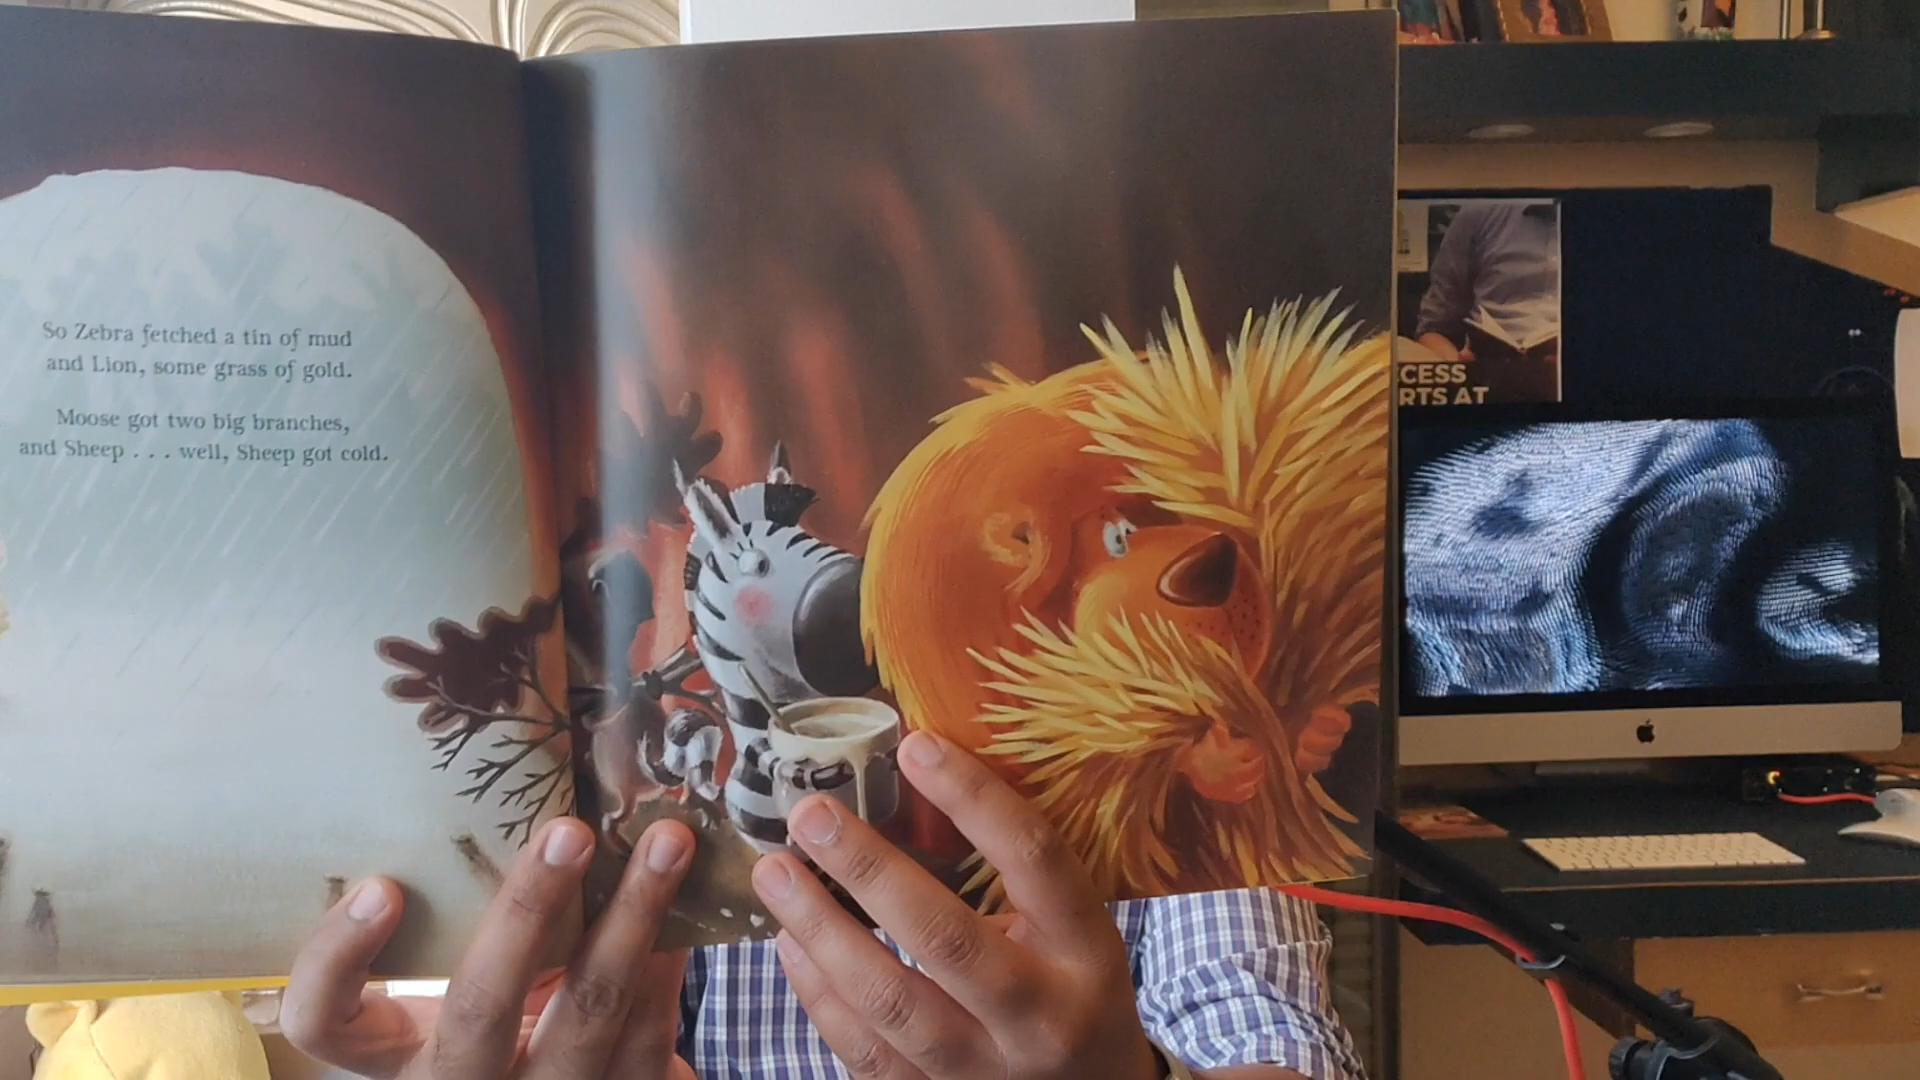 So Zebra fetched a tin of mud
and Lion, some grass of gold.
Moose got two big branches,
and Sheep . . . well, Sheep got cold.
CESS
RTS AT